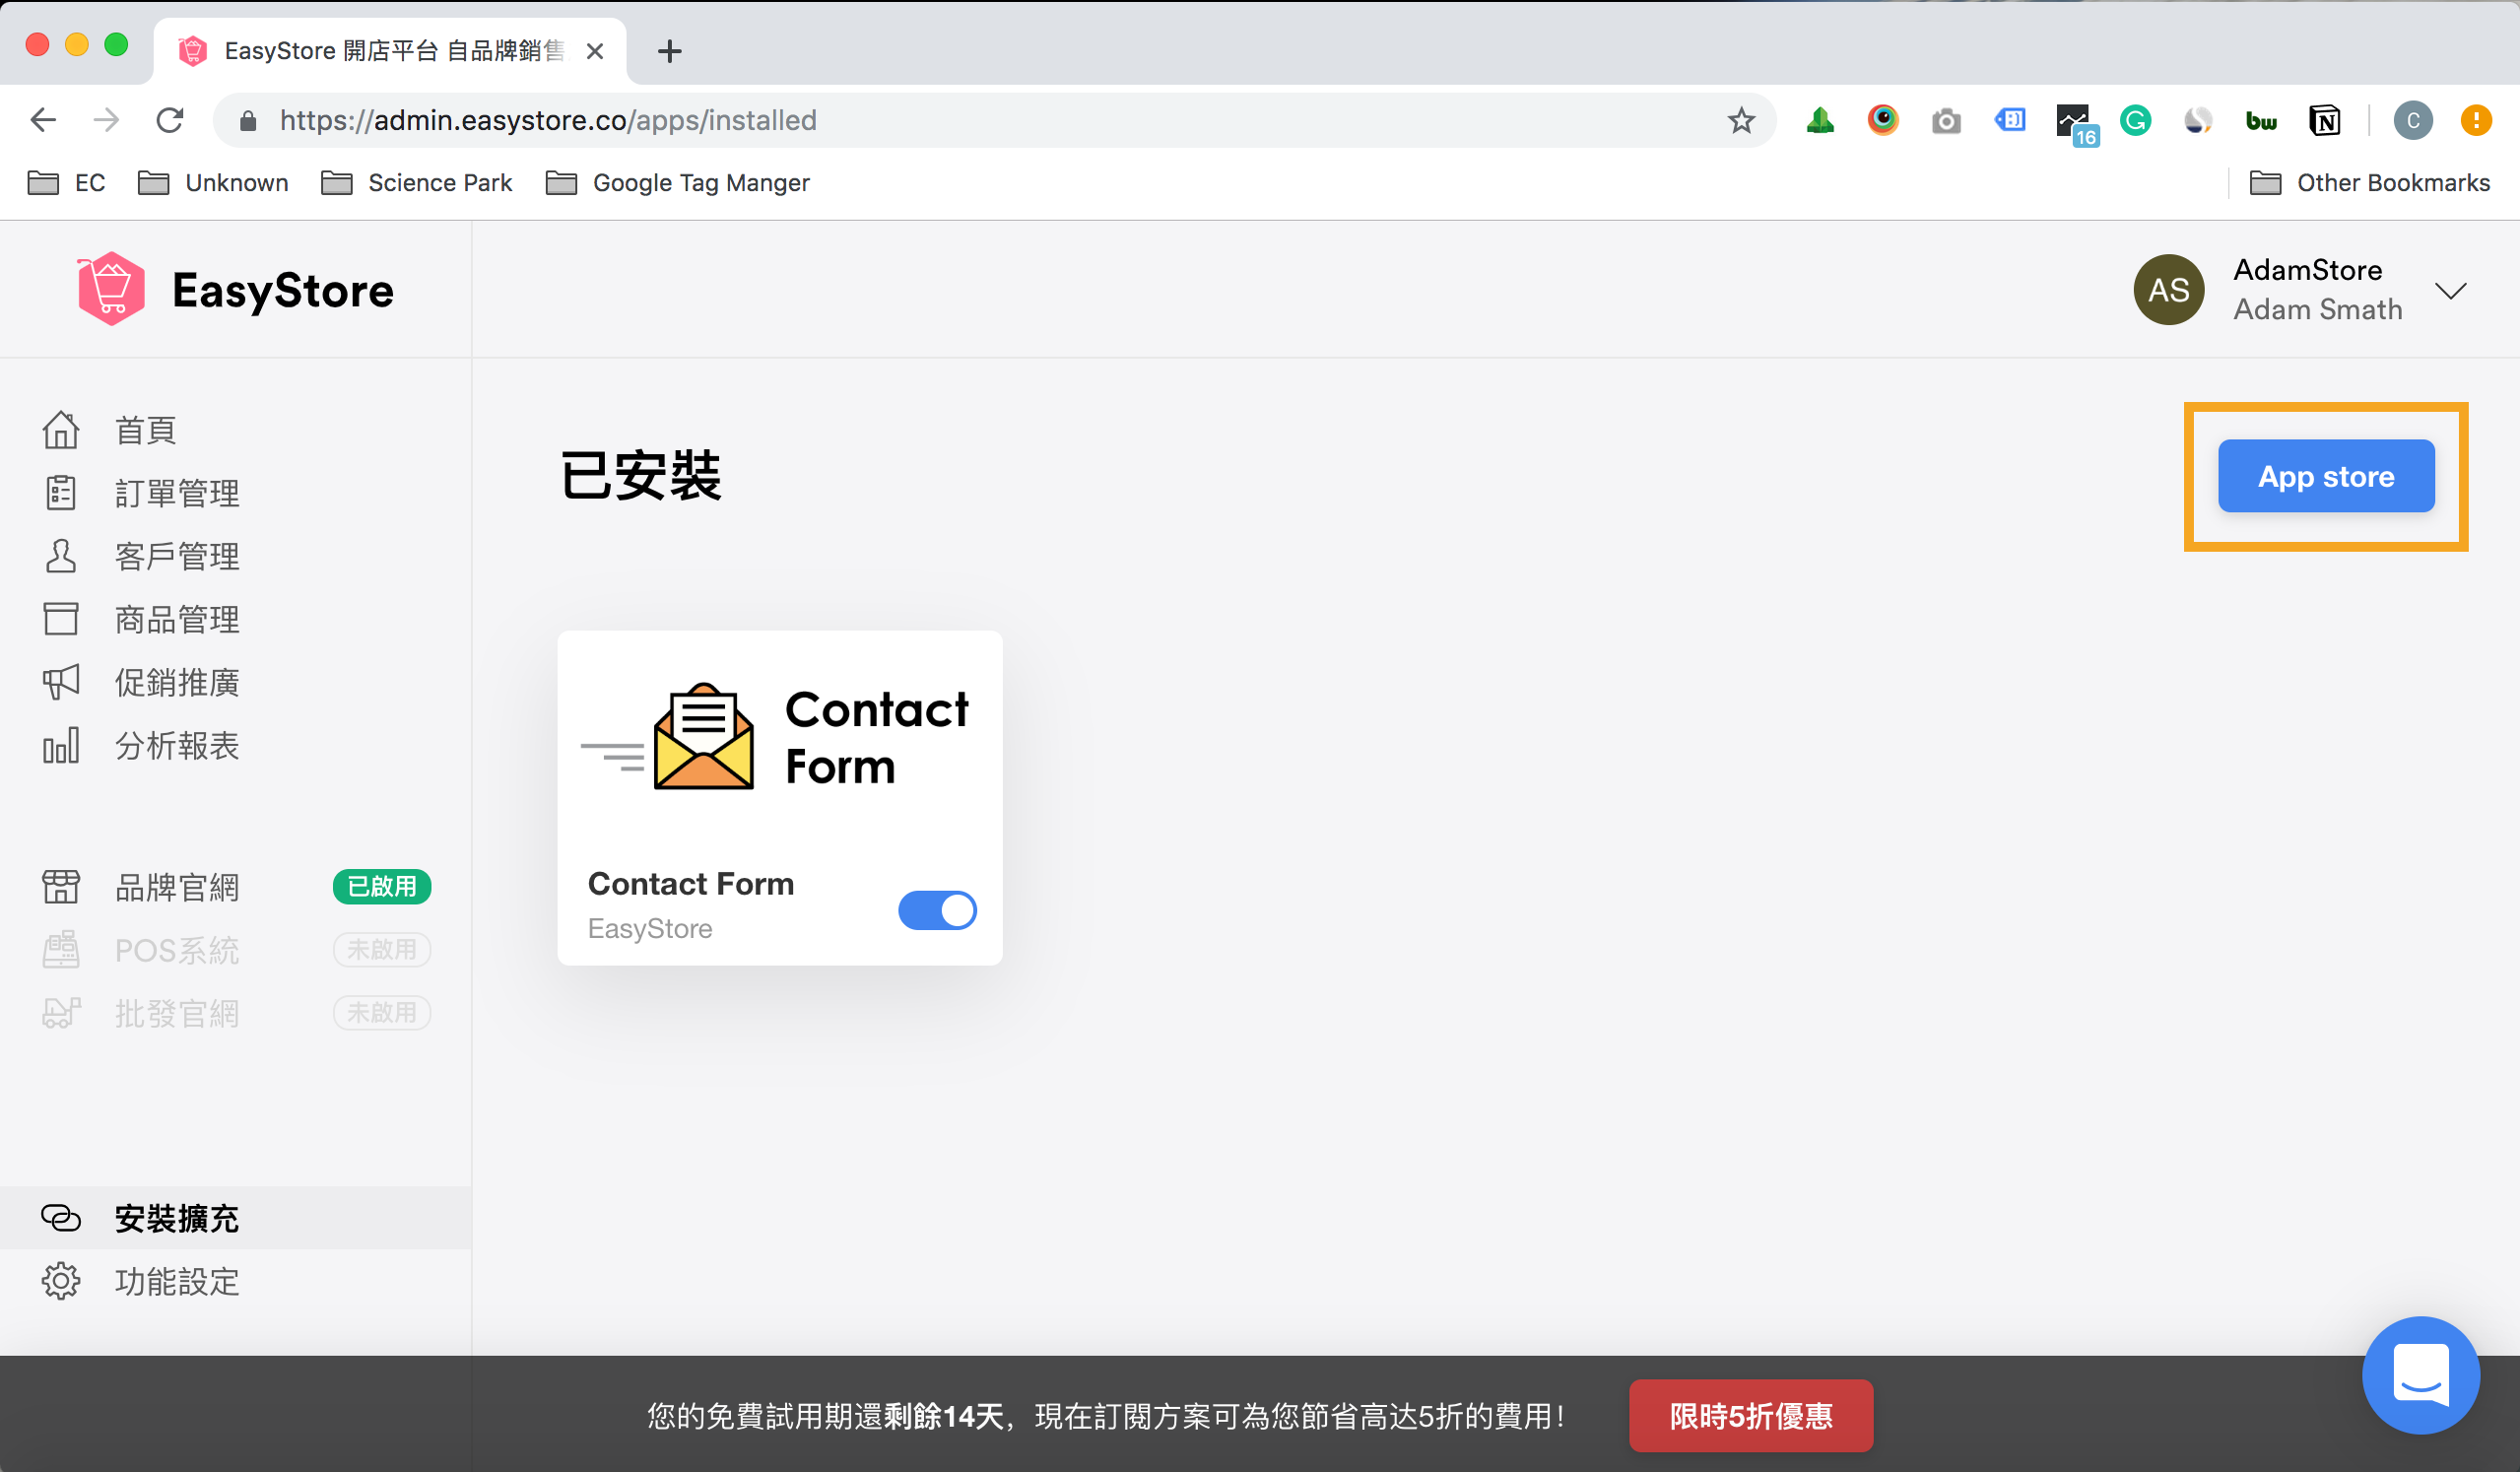 EasyStore 開店平台 自品牌銷售
https://admin.easystore.co/apps/installed
16
G
bw
N
C
EC
Unknown
Science Park
Google Tag Manger
Other Bookmarks
EasyStore
AS
AdamStore
Adam Smath
首頁
訂單管理
客戶管理
商品管理
促銷推廣
分析報表
品牌官網
已啟用
POS系統
未啟用
批發官網
未啟用
安裝擴充
功能設定
已安裝
App store
Contact
Form
Contact Form
EasyStore
您的免費試用期還剩餘14天，現在訂閱方案可為您節省高达5折的費用！
限時5折優惠